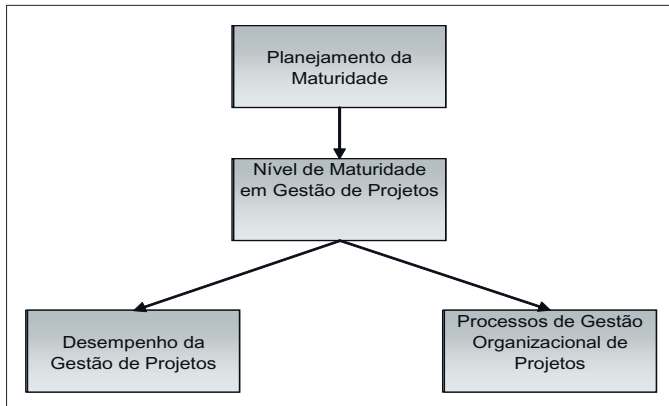 Planejamento da
Maturidade
Nível de Maturidade
em Gestão de Projetos
Desempenho da
Gestão de Projetos
Processos de Gestão
Organizacional de
Projetos